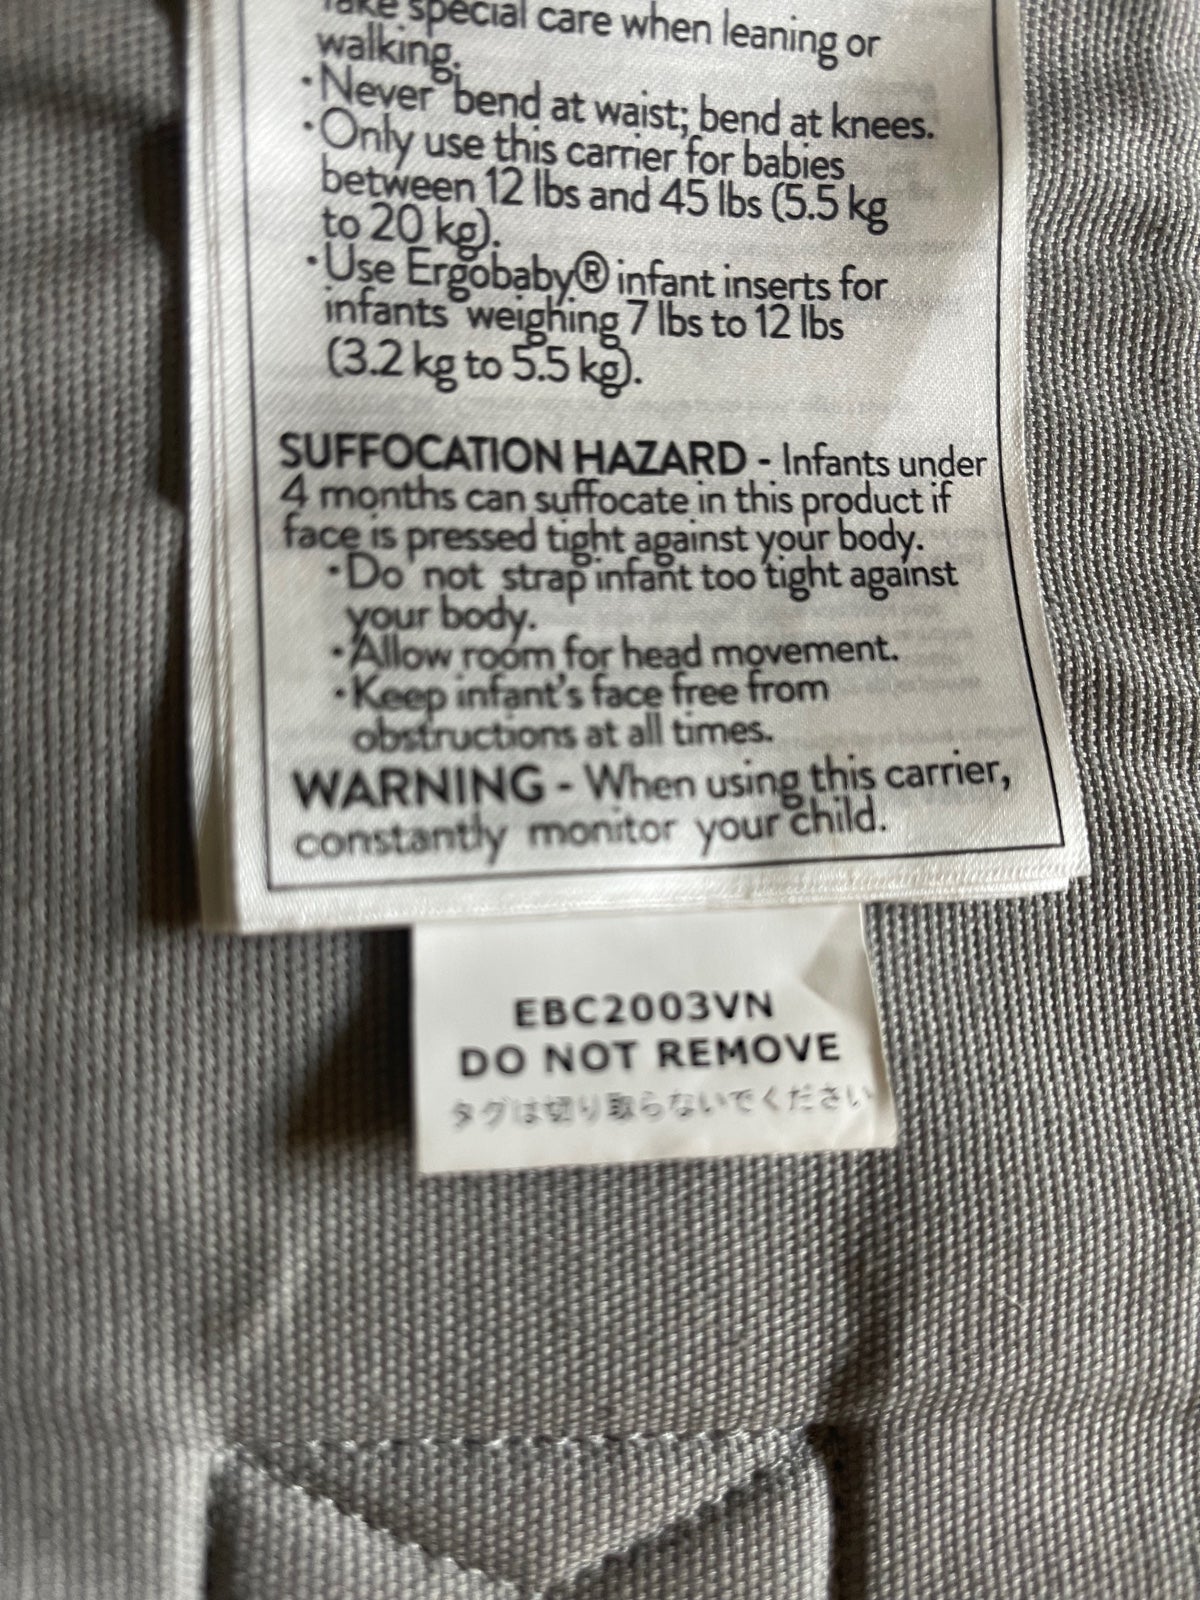 Take special care when leaning or
walking.
•Never bend at waist; bend at knees.
•Only use this carrier for babies
between 12 lbs and 45 lbs (5.5 kg
to 20 kg).
•Use Ergobaby® infant inserts for
infants weighing 7 lbs to 12 lbs
(3.2 kg to 5.5 kg).
SUFFOCATION HAZARD - Infants under
4 months can suffocate in this product if
face is pressed tight against your body.
•Do not strap infant too tight against
your body.
•Allow room for head movement.
•Keep infant's face free from
obstructions at all times.
WARNING - When using this carrier,
constantly monitor your child.
EBC2003VN
DO NOT REMOVE
タグは切り取らないでください